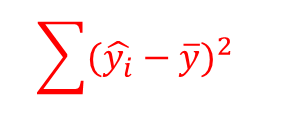 ∑(ŷᵢ − ȳ)²